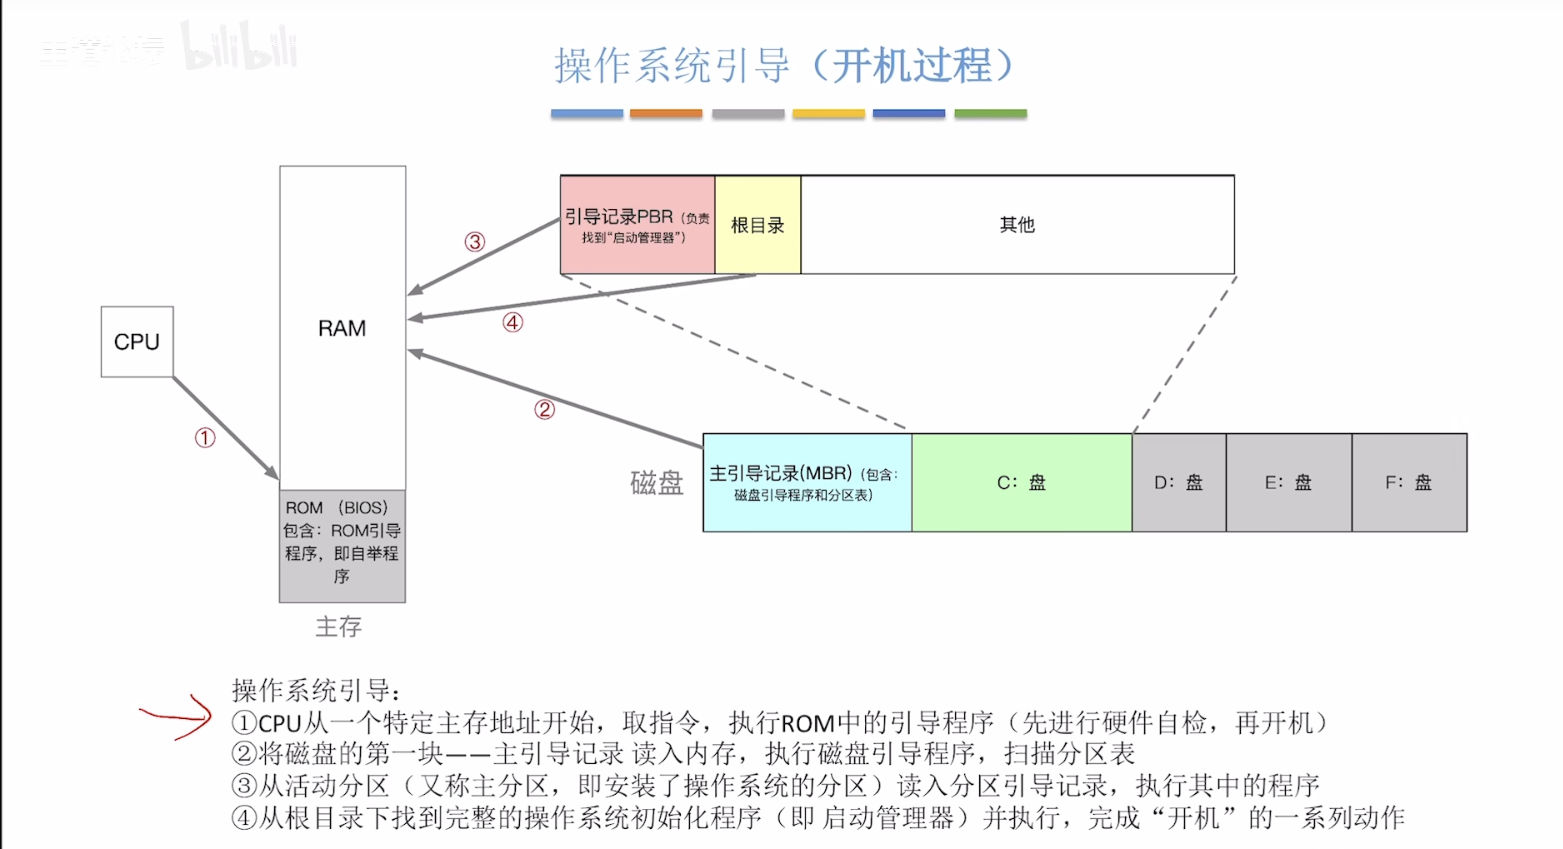 bilibili
操作系统引导（开机过程）
引导记录PBR（负责
找到“启动管理器”）
根目录
其他
③
④
RAM
CPU
②
①
磁盘
主引导记录(MBR)（包含：
磁盘引导程序和分区表）
C：盘
D：盘
E：盘
F：盘
ROM （BIOS）
包含：ROM引导
程序，即自举程
序
主存
操作系统引导：
①CPU从一个特定主存地址开始，取指令，执行ROM中的引导程序（先进行硬件自检，再开机）
②将磁盘的第一块——主引导记录 读入内存，执行磁盘引导程序，扫描分区表
③从活动分区（又称主分区，即安装了操作系统的分区）读入分区引导记录，执行其中的程序
④从根目录下找到完整的操作系统初始化程序（即 启动管理器）并执行，完成“开机”的一系列动作